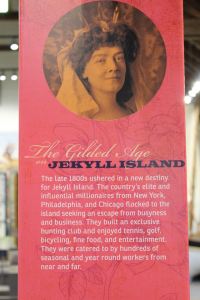 The Gilded Age
on JEKYLL ISLAND
The late 1800s ushered in a new destiny
for Jekyll Island. The country's elite and
influential millionaires from New York,
Philadelphia, and Chicago flocked to the
island seeking an escape from busyness
and business. They built an exclusive
hunting club and enjoyed tennis, golf,
bicycling, fine food, and entertainment.
They were catered to by hundreds of
seasonal and year round workers from
near and far.